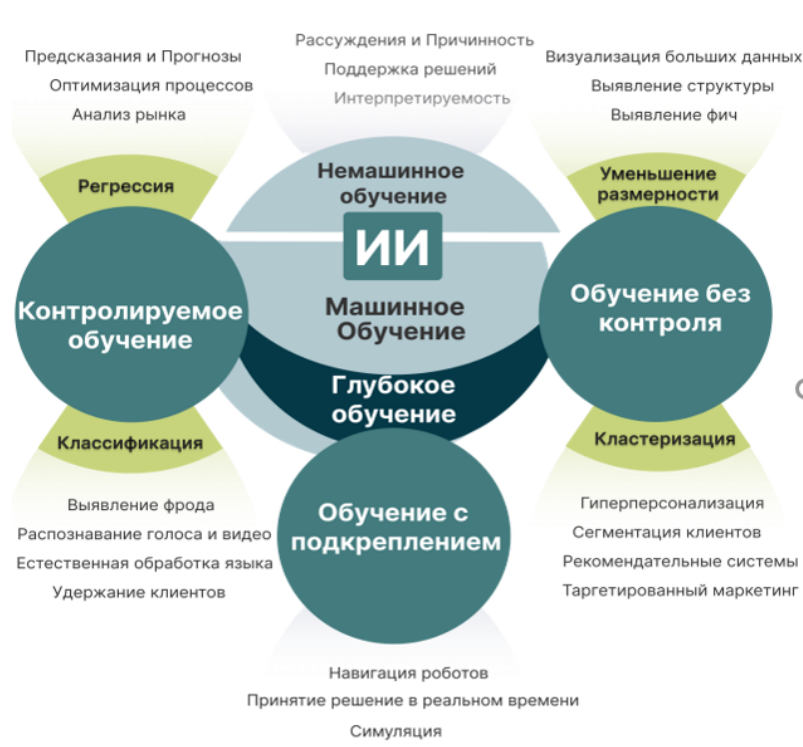 Предсказания и Прогнозы
Оптимизация процессов
Анализ рынка
Рассуждения и Причинность
Поддержка решений
Интерпретируемость
Визуализация больших данных
Выявление структуры
Выявление фич
Регрессия
Немашинное
обучение
Уменьшение
размерности
ИИ
Контролируемое
обучение
Машинное
Обучение
Обучение без
контроля
Глубокое
обучение
Классификация
Кластеризация
Выявление фрода
Распознавание голоса и видео
Естественная обработка языка
Удержание клиентов
Обучение с
подкреплением
Гиперперсонализация
Сегментация клиентов
Рекомендательные системы
Таргетированный маркетинг
Навигация роботов
Принятие решение в реальном времени
Симуляция